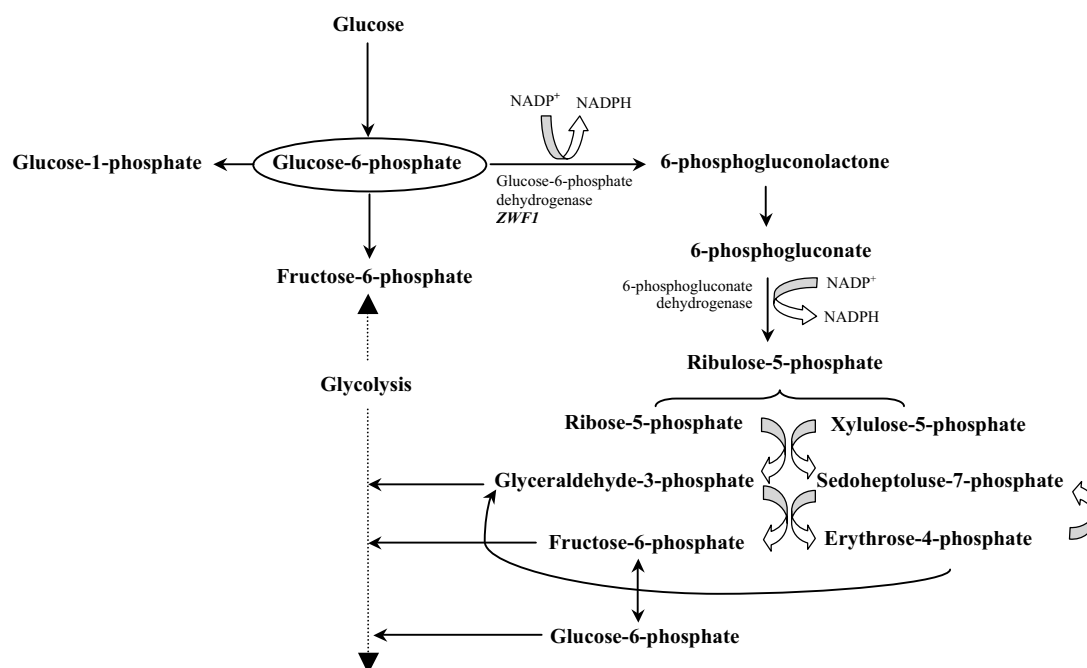 Glucose
NADP+ NADPH
Glucose-1-phosphate Glucose-6-phosphate 6-phosphogluconolactone
Glucose-6-phosphate
dehydrogenase
ZWF1
6-phosphogluconate
Fructose-6-phosphate
6-phosphogluconate
dehydrogenase
NADP+
NADPH
Ribulose-5-phosphate
Glycolysis
Ribose-5-phosphate Xylulose-5-phosphate
Glyceraldehyde-3-phosphate Sedoheptoluse-7-phosphate
Fructose-6-phosphate Erythrose-4-phosphate
Glucose-6-phosphate